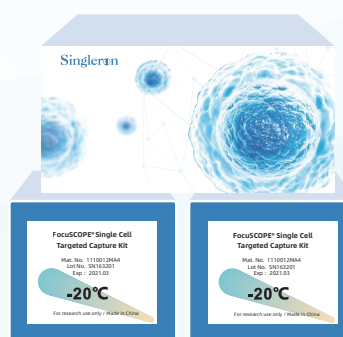 Singleron
FocuSCOPE® Single Cell
Targeted Capture Kit
Mat. No. 1110012MA4
Lot No. SN163201
Exp : 2021.03
-20℃
For research use only / Made in China
FocuSCOPE® Single Cell
Targeted Capture Kit
Mat. No. 1110012MA4
Lot No. SN163201
Exp : 2021.03
-20℃
For research use only / Made in China